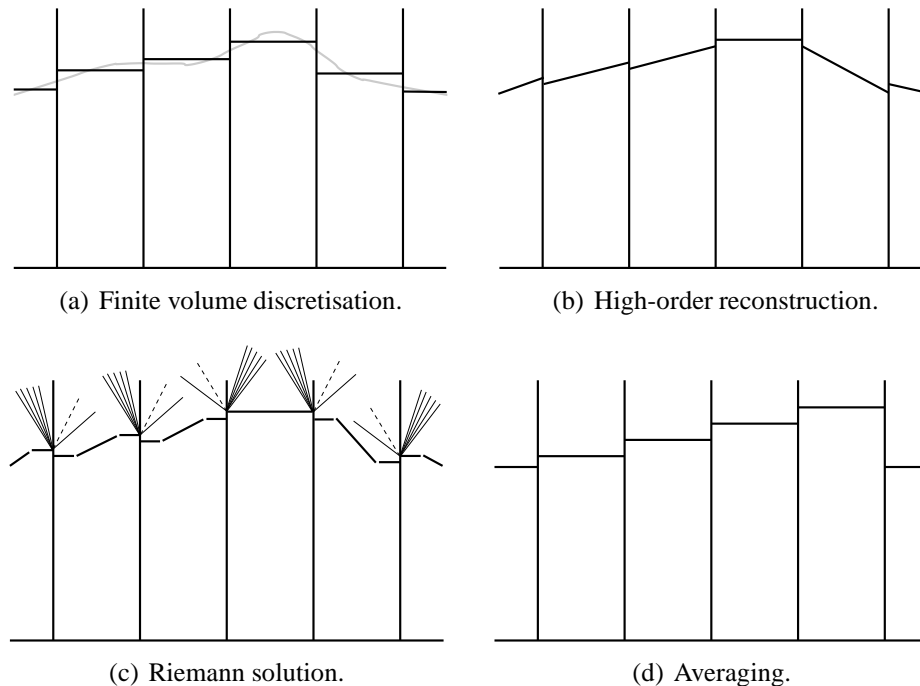 (a) Finite volume discretisation.
(b) High-order reconstruction.
(c) Riemann solution.
(d) Averaging.